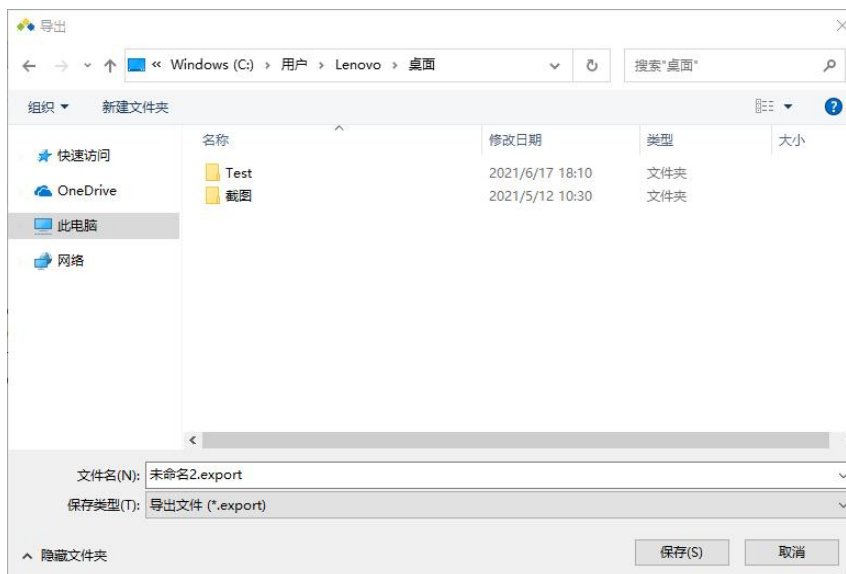 导出
« Windows (C:) › 用户 › Lenovo › 桌面
搜索"桌面"
组织 新建文件夹
名称 修改日期 类型 大小
快速访问
Test 2021/6/17 18:10 文件夹
OneDrive
截图 2021/5/12 10:30 文件夹
此电脑
网络
文件名(N): 未命名2.export
保存类型(T): 导出文件 (*.export)
隐藏文件夹 保存(S) 取消